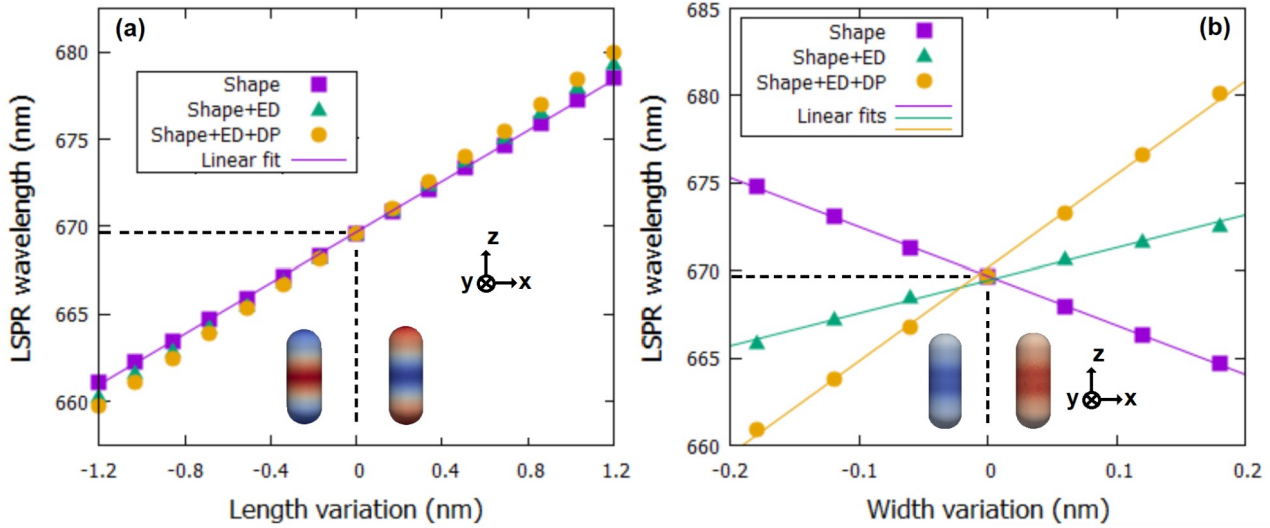 (a)
680
675
670
665
660
-1.2
-0.8
-0.4
0
0.4
0.8
1.2
LSPR wavelength (nm)
Length variation (nm)
Shape
Shape+ED
Shape+ED+DP
Linear fit
z
y
x
(b)
685
680
675
670
665
660
-0.2
-0.1
0
0.1
0.2
LSPR wavelength (nm)
Width variation (nm)
Shape
Shape+ED
Shape+ED+DP
Linear fits
z
y
x